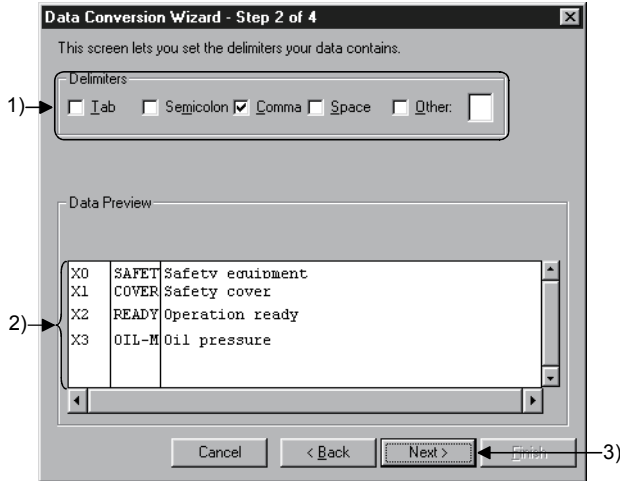 Data Conversion Wizard - Step 2 of 4
This screen lets you set the delimiters your data contains.
Delimiters
1) Tab Semicolon Comma Space Other:
Data Preview
2)
X0 SAFET Safety equipment
X1 COVER Safety cover
X2 READY Operation ready
X3 OIL-M Oil pressure
Cancel < Back Next > Finish 3)